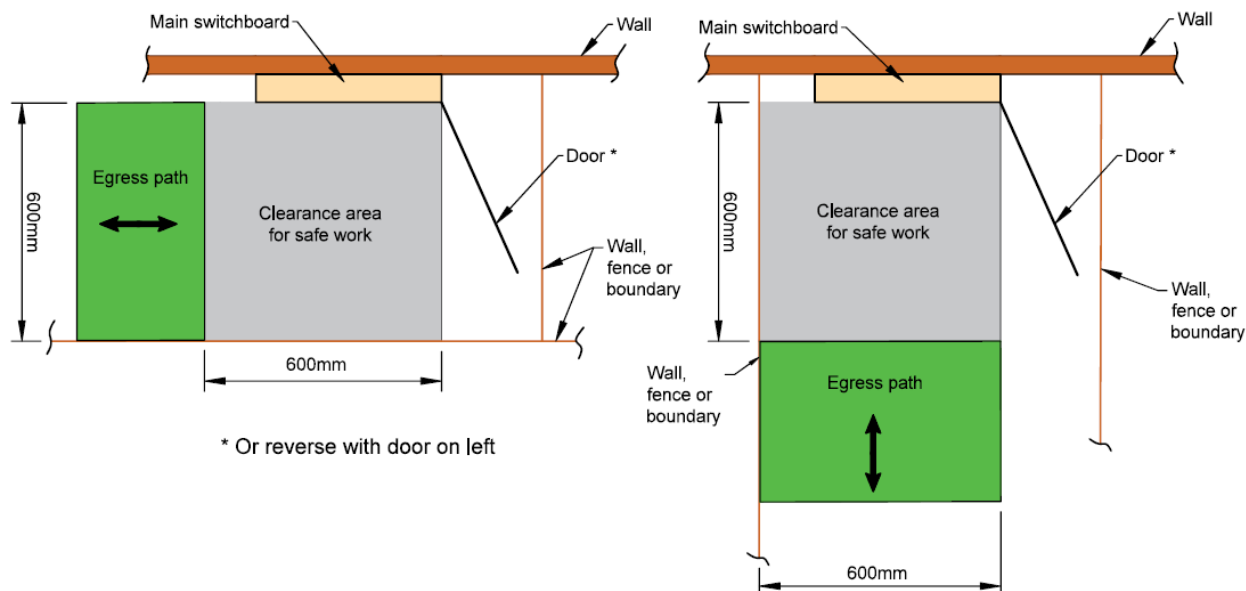 Main switchboard
Wall
Egress path
600mm
Clearance area
for safe work
Door *
Wall,
fence or
boundary
600mm
* Or reverse with door on left
Main switchboard
Wall
600mm
Clearance area
for safe work
Door *
Wall,
fence or
boundary
Wall,
fence or
boundary
Egress path
600mm